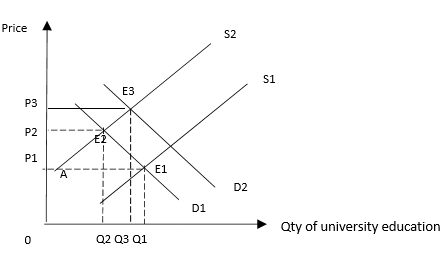 Price
S2
S1
E3
P3
P2
E2
P1
E1
A
D2
D1
Qty of university education
0
Q2 Q3 Q1